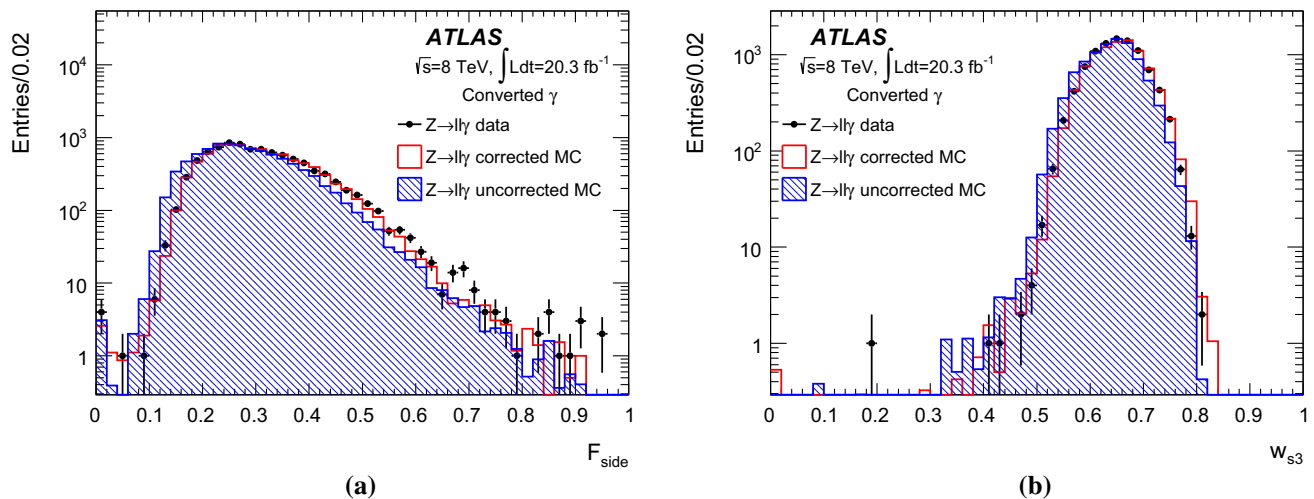 Entries/0.02
10⁴
10³
10²
10
1
ATLAS
√s=8 TeV, ∫Ldt=20.3 fb⁻¹
Converted γ
Z→llγ data
Z→llγ corrected MC
Z→llγ uncorrected MC
0 0.1 0.2 0.3 0.4 0.5 0.6 0.7 0.8 0.9 1
F_side
(a)
Entries/0.02
10³
10²
10
1
ATLAS
√s=8 TeV, ∫Ldt=20.3 fb⁻¹
Converted γ
Z→llγ data
Z→llγ corrected MC
Z→llγ uncorrected MC
0 0.1 0.2 0.3 0.4 0.5 0.6 0.7 0.8 0.9 1
w_s3
(b)